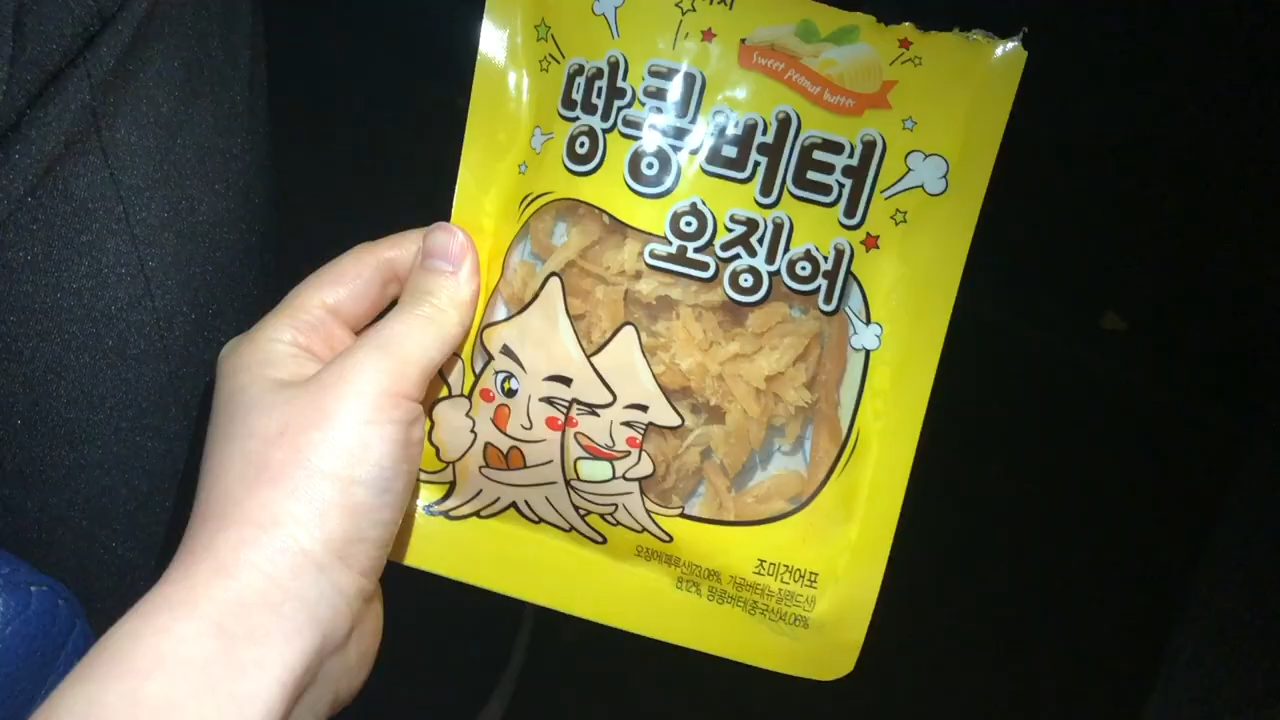 Sweet peanut butter
땅콩버터
오징어
조미건어포
오징어(페루산)73.08%, 가공버터(뉴질랜드산)
8.12%, 땅콩버터(중국산)4.06%